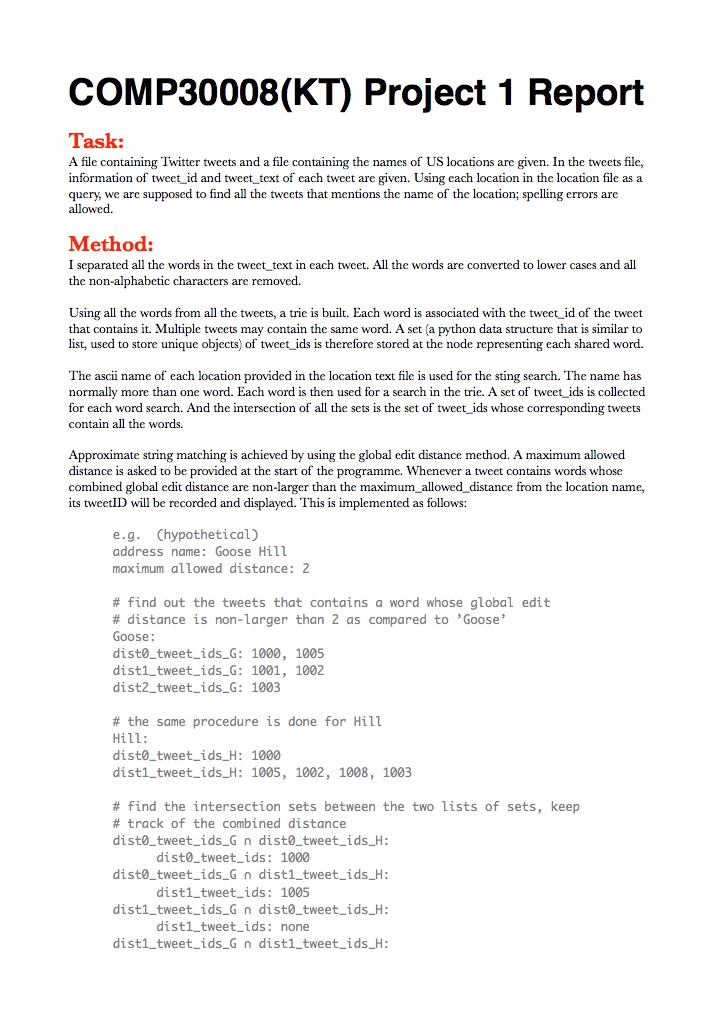 COMP30008(KT) Project 1 Report
Task:
A file containing Twitter tweets and a file containing the names of US locations are given. In the tweets file,
information of tweet_id and tweet_text of each tweet are given. Using each location in the location file as a
query, we are supposed to find all the tweets that mentions the name of the location; spelling errors are
allowed.
Method:
I separated all the words in the tweet_text in each tweet. All the words are converted to lower cases and all
the non-alphabetic characters are removed.
Using all the words from all the tweets, a trie is built. Each word is associated with the tweet_id of the tweet
that contains it. Multiple tweets may contain the same word. A set (a python data structure that is similar to
list, used to store unique objects) of tweet_ids is therefore stored at the node representing each shared word.
The ascii name of each location provided in the location text file is used for the sting search. The name has
normally more than one word. Each word is then used for a search in the trie. A set of tweet_ids is collected
for each word search. And the intersection of all the sets is the set of tweet_ids whose corresponding tweets
contain all the words.
Approximate string matching is achieved by using the global edit distance method. A maximum allowed
distance is asked to be provided at the start of the programme. Whenever a tweet contains words whose
combined global edit distance are non-larger than the maximum_allowed_distance from the location name,
its tweetID will be recorded and displayed. This is implemented as follows:
e.g. (hypothetical)
address name: Goose Hill
maximum allowed distance: 2
# find out the tweets that contains a word whose global edit
# distance is non-larger than 2 as compared to ’Goose’
Goose:
dist0_tweet_ids_G: 1000, 1005
dist1_tweet_ids_G: 1001, 1002
dist2_tweet_ids_G: 1003
# the same procedure is done for Hill
Hill:
dist0_tweet_ids_H: 1000
dist1_tweet_ids_H: 1005, 1002, 1008, 1003
# find the intersection sets between the two lists of sets, keep
# track of the combined distance
dist0_tweet_ids_G ∩ dist0_tweet_ids_H:
dist0_tweet_ids: 1000
dist0_tweet_ids_G ∩ dist1_tweet_ids_H:
dist1_tweet_ids: 1005
dist1_tweet_ids_G ∩ dist0_tweet_ids_H:
dist1_tweet_ids: none
dist1_tweet_ids_G ∩ dist1_tweet_ids_H: